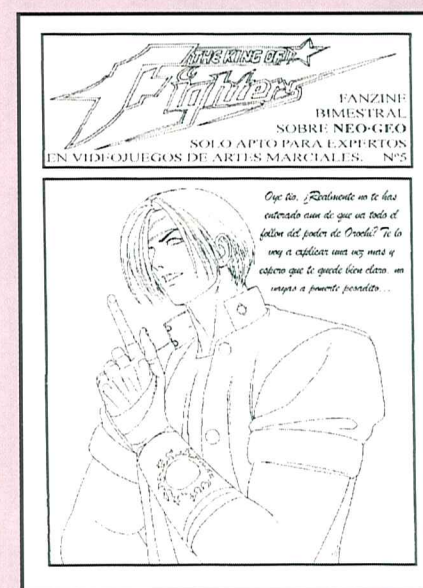 THE KING OF
Fighters
FANZINE
BIMESTRAL
SOBRE NEO-GEO
SOLO APTO PARA EXPERTOS
EN VIDEOJUEGOS DE ARTES MARCIALES. Nº5
Oye tio, ¿Realmente no te has
enterado aun de que va todo el
follon del poder de Orochi? Te lo
voy a explicar una vez mas y
espero que te quede bien claro, no
vayas a ponerte pesadito...